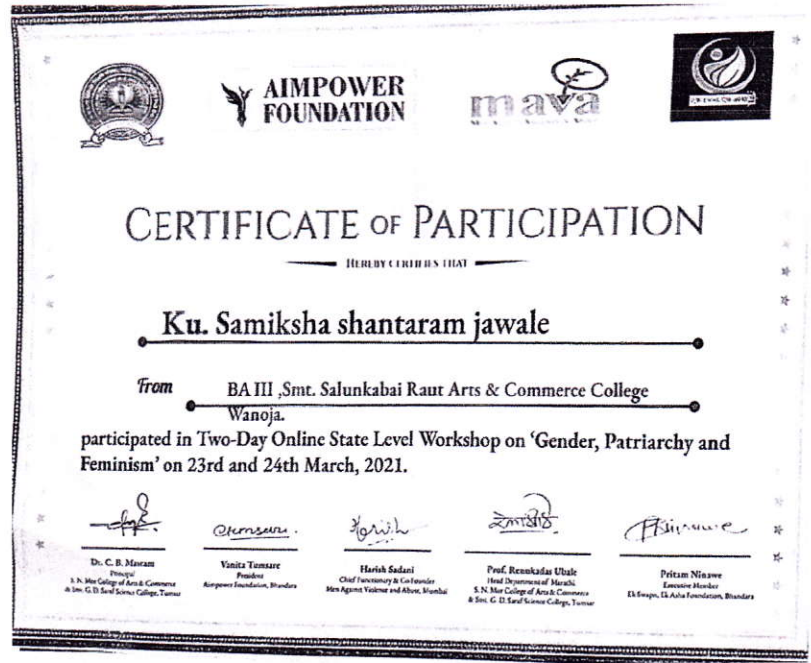 AIMPOWER
FOUNDATION
mava
CERTIFICATE OF PARTICIPATION
HEREBY CERTIFIES THAT
Ku. Samiksha shantaram jawale
From
BA III ,Smt. Salunkabai Raut Arts & Commerce College
Wanoja.
participated in Two-Day Online State Level Workshop on 'Gender, Patriarchy and
Feminism' on 23rd and 24th March, 2021.
Dr. C. B. Masram
Principal
S. N. Mor College of Arts & Commerce
& Smt. G. D. Saraf Science College, Tumsar
Vanita Tumsare
President
Aimpower Foundation, Bhandara
Harish Sadani
Chief Functionary & Co-founder
Men Against Violence and Abuse, Mumbai
Prof. Renukadas Ubale
Head Department of Marathi
S. N. Mor College of Arts & Commerce
& Smt. G. D. Saraf Science College, Tumsar
Pritam Ninawe
Executive Member
Ek Swapn, Ek Asha Foundation, Bhandara